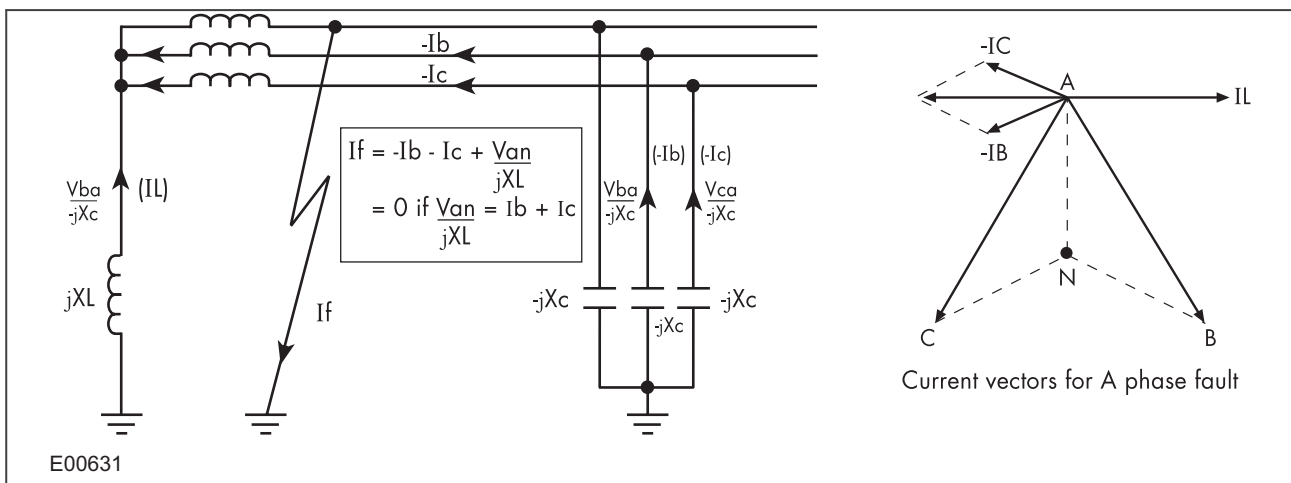 -Ib
-Ic
If = -Ib - Ic + Van
jXL
= 0 if Van = Ib + Ic
jXL
Vba
-jXc
(IL)
jXL
If
(-Ib)
(-Ic)
Vba
-jXc
Vca
-jXc
-jXc
-jXc
-jXc
-IC
A
IL
-IB
N
C
B
Current vectors for A phase fault
E00631